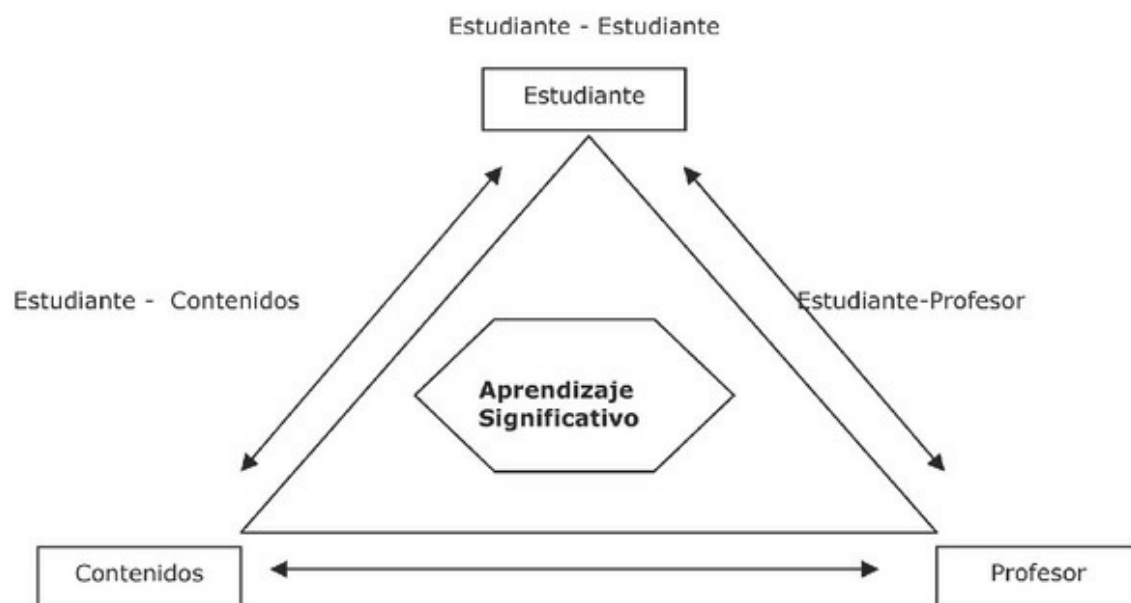 Estudiante - Estudiante
Estudiante
Estudiante - Contenidos
Estudiante-Profesor
Aprendizaje
Significativo
Contenidos
Profesor